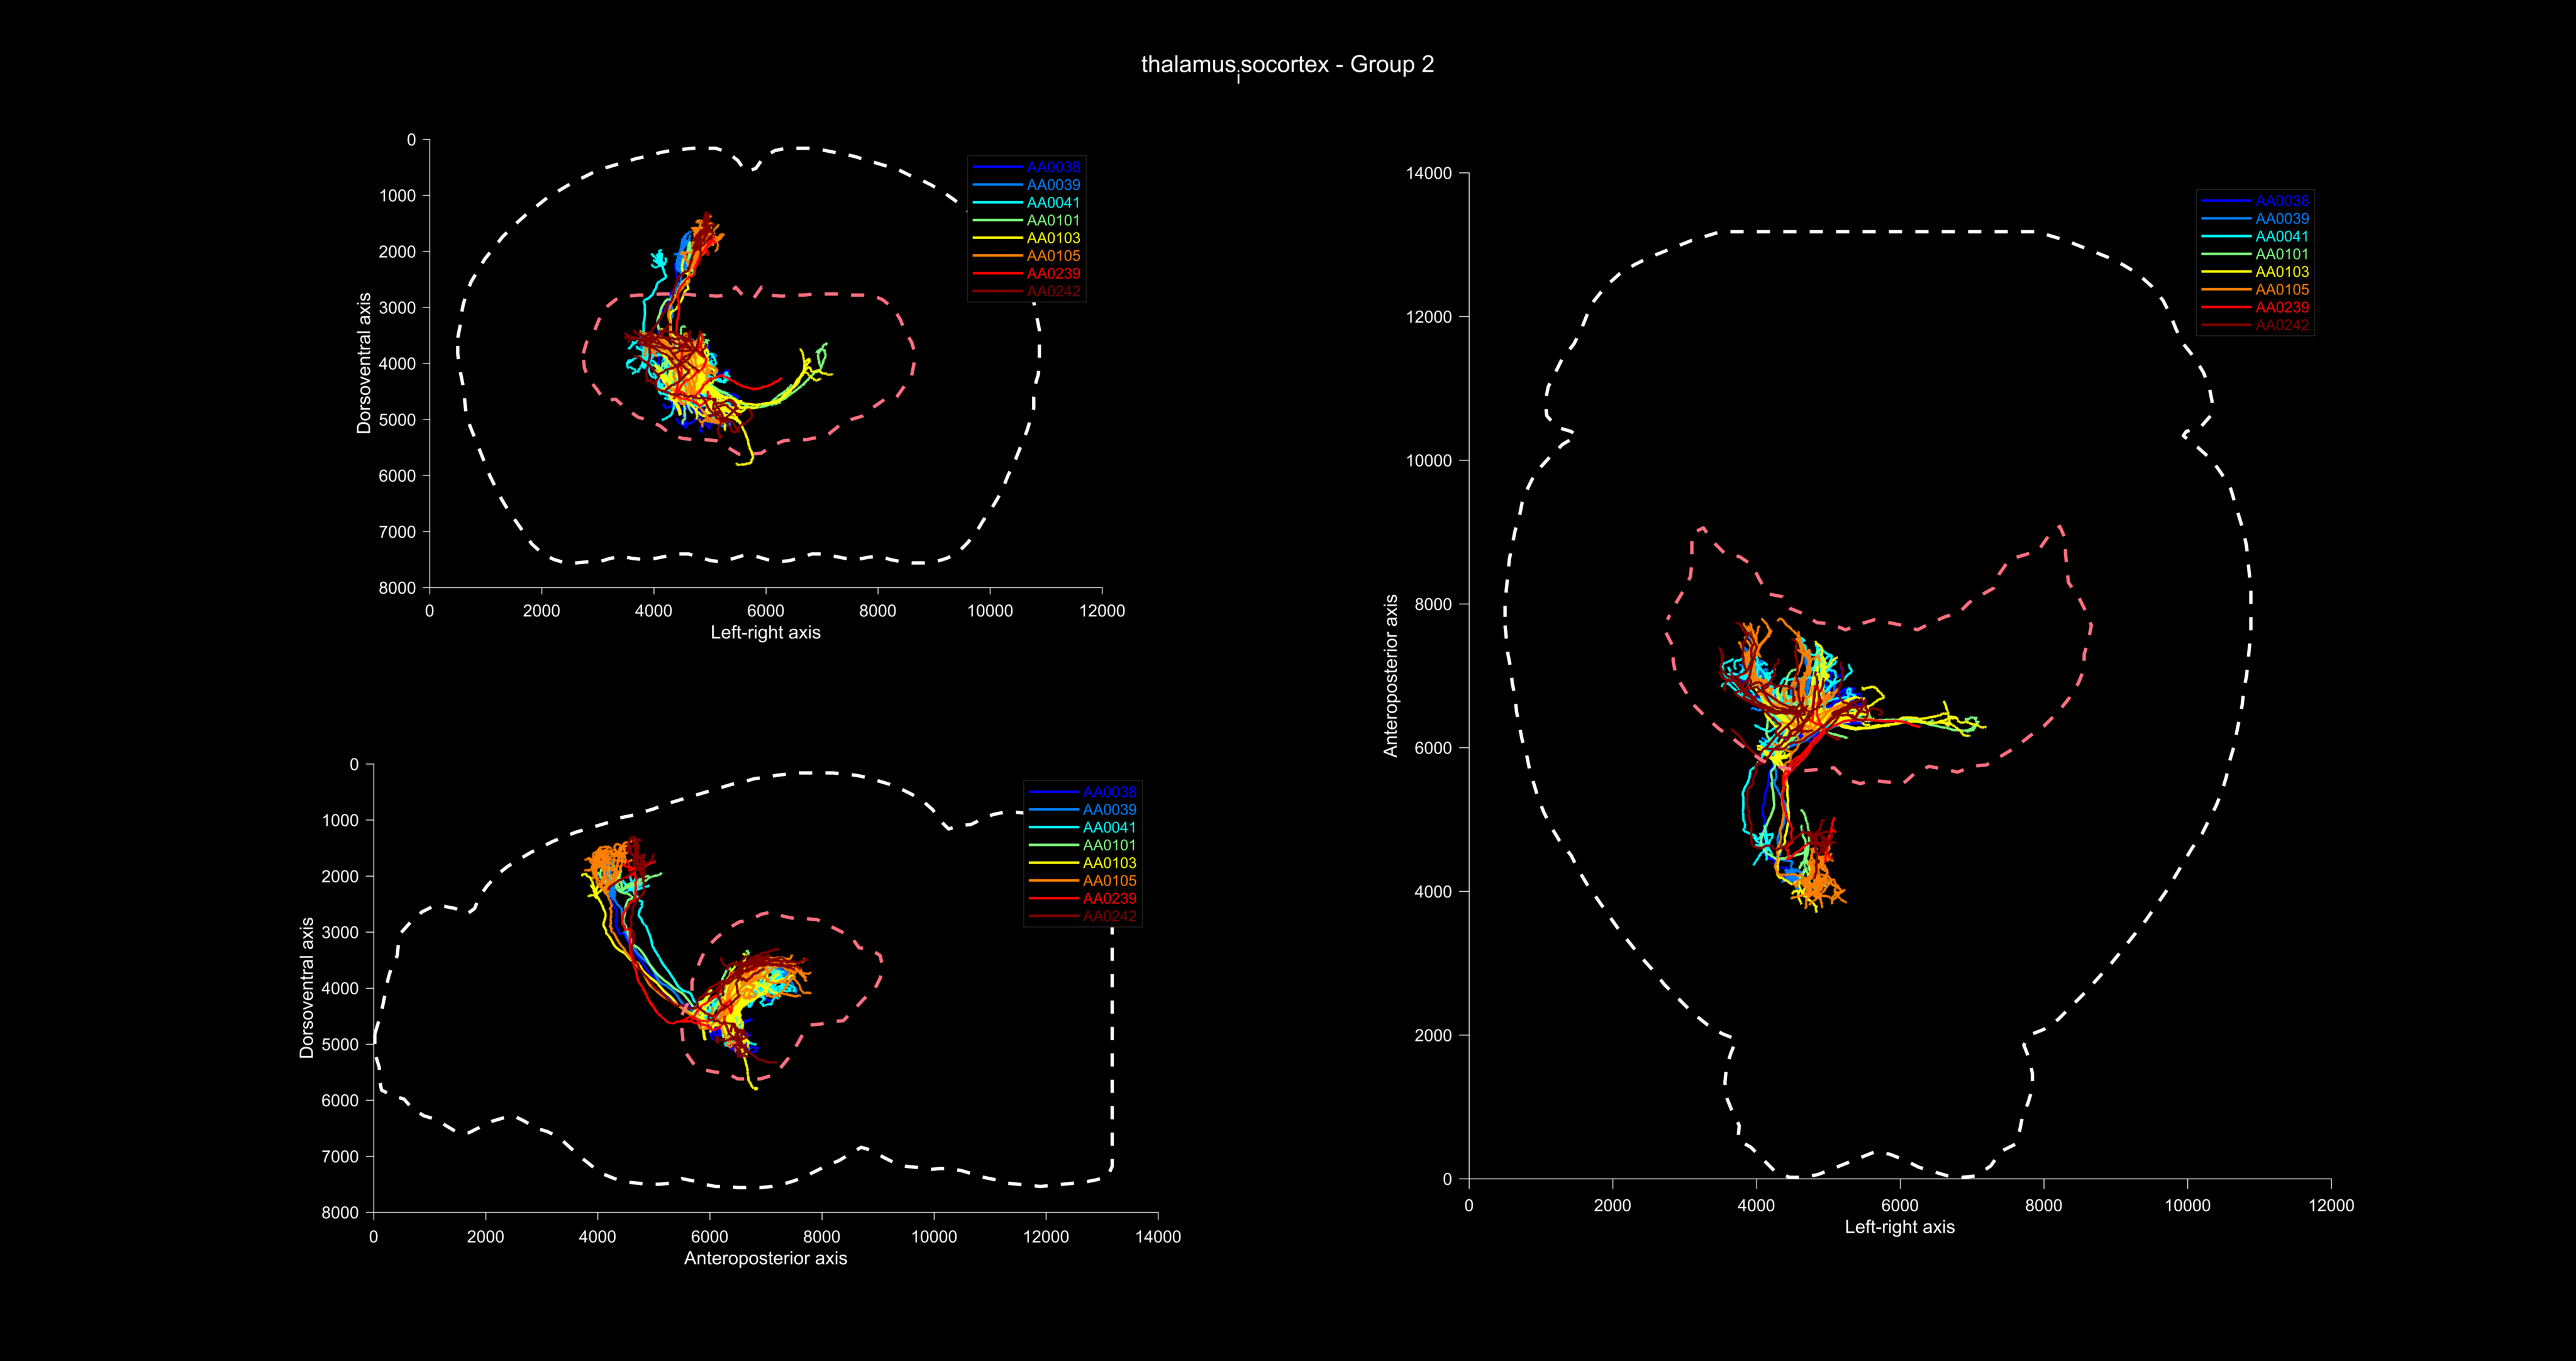 thalamusisocortex - Group 2
0
1000
2000
3000
4000
5000
6000
7000
8000
Dorsoventral axis
0 2000 4000 6000 8000 10000 12000
Left-right axis
AA0038
AA0039
AA0041
AA0101
AA0103
AA0105
AA0239
AA0242
0
1000
2000
3000
4000
5000
6000
7000
8000
Dorsoventral axis
0 2000 4000 6000 8000 10000 12000 14000
Anteroposterior axis
AA0038
AA0039
AA0041
AA0101
AA0103
AA0105
AA0239
AA0242
14000
12000
10000
8000
6000
4000
2000
0
Anteroposterior axis
0 2000 4000 6000 8000 10000 12000
Left-right axis
AA0038
AA0039
AA0041
AA0101
AA0103
AA0105
AA0239
AA0242